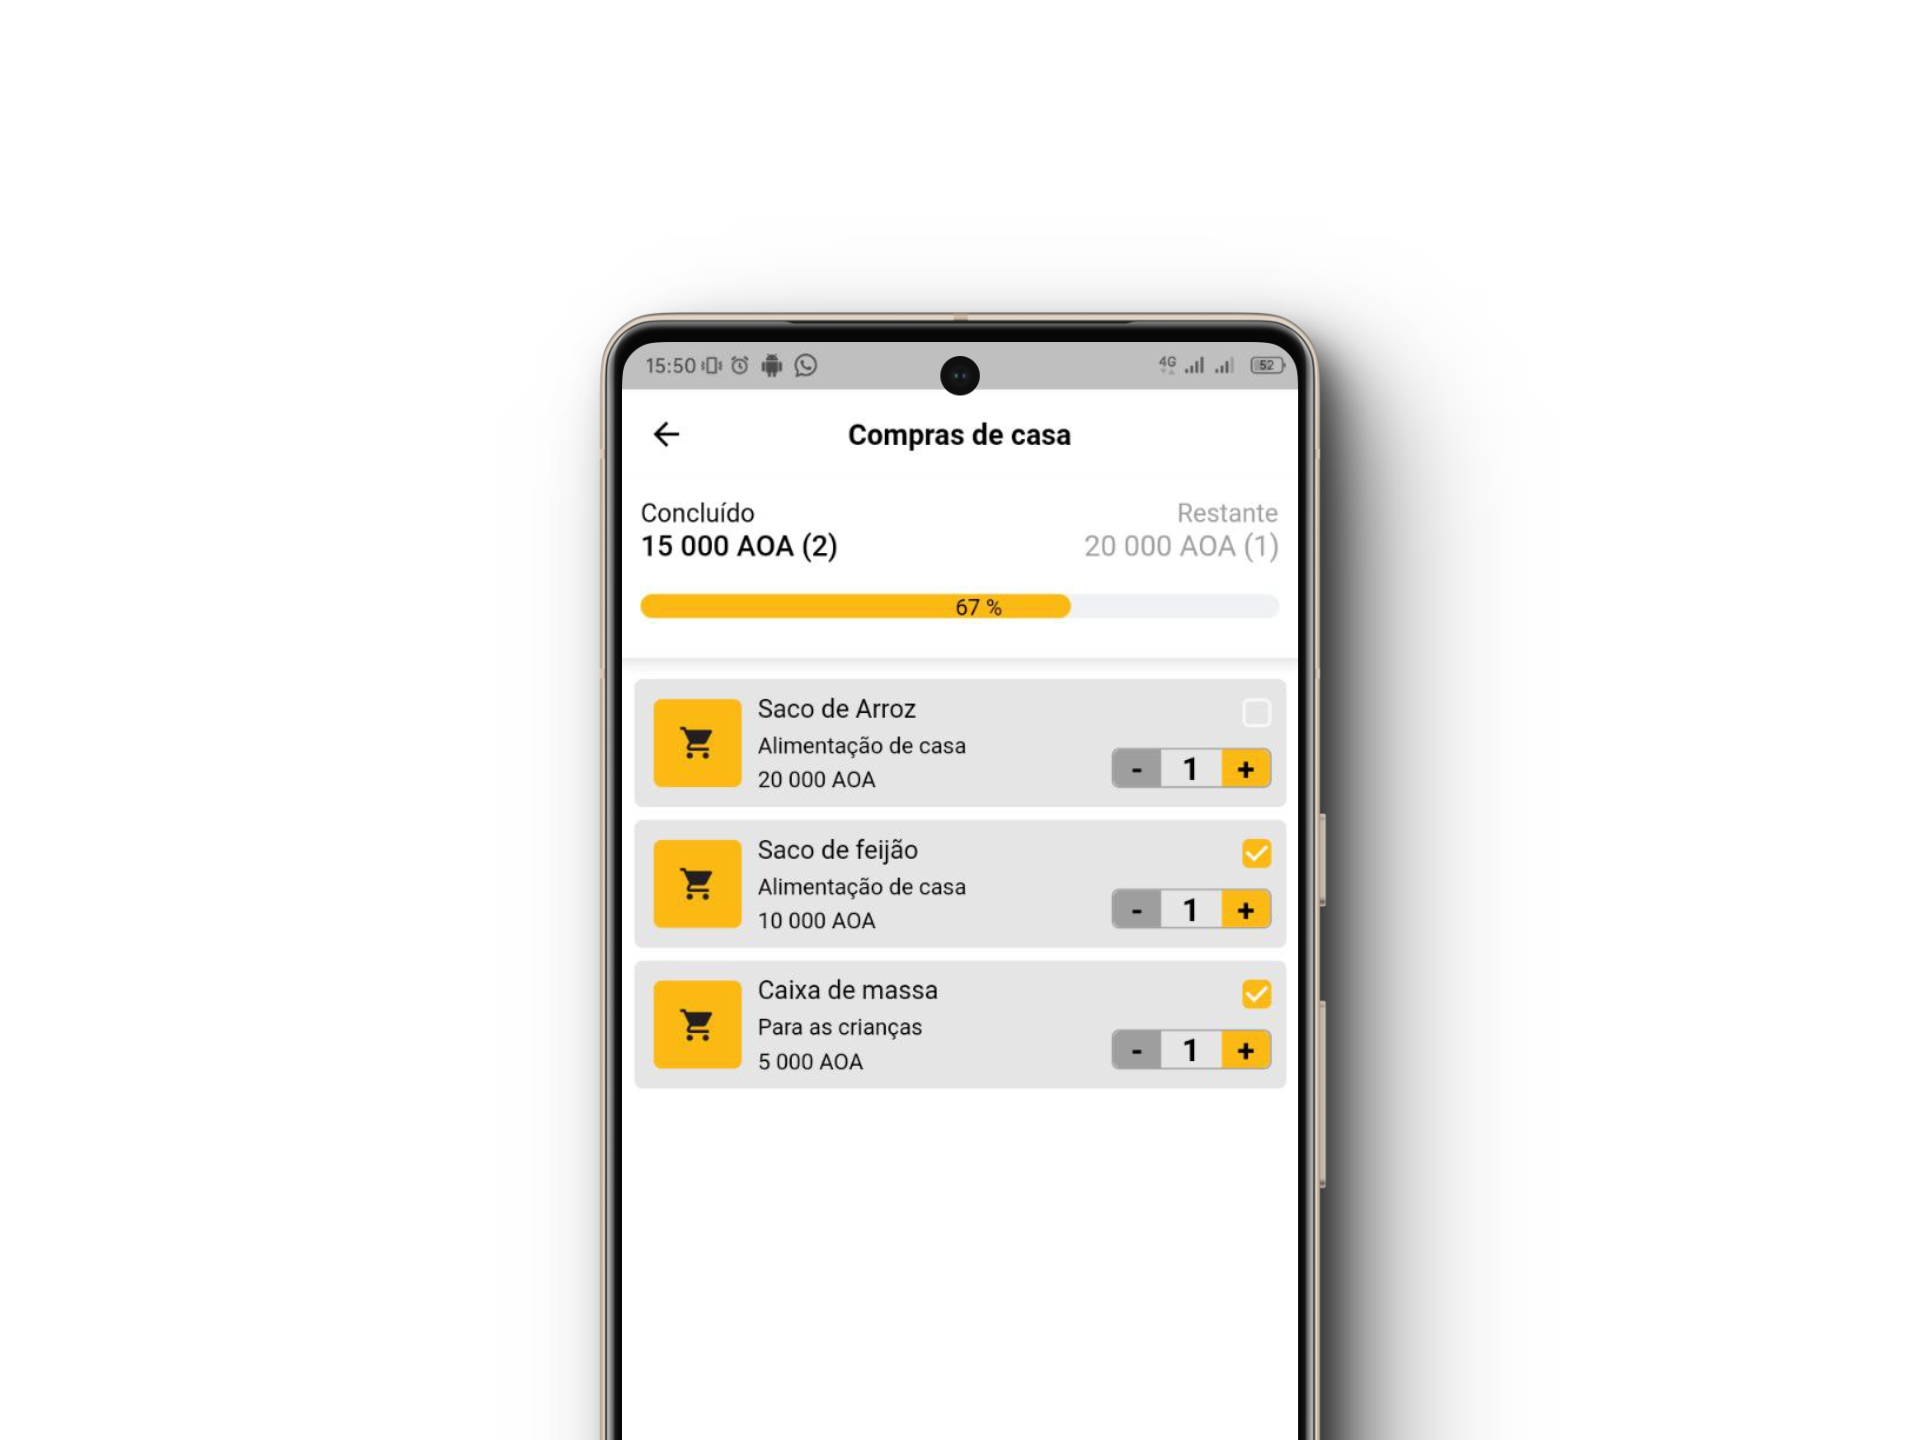 15:50 4G 52
Compras de casa
Concluído Restante
15 000 AOA (2) 20 000 AOA (1)
67 %
Saco de Arroz
Alimentação de casa
20 000 AOA
- 1 +
Saco de feijão
Alimentação de casa
10 000 AOA
- 1 +
Caixa de massa
Para as crianças
5 000 AOA
- 1 +